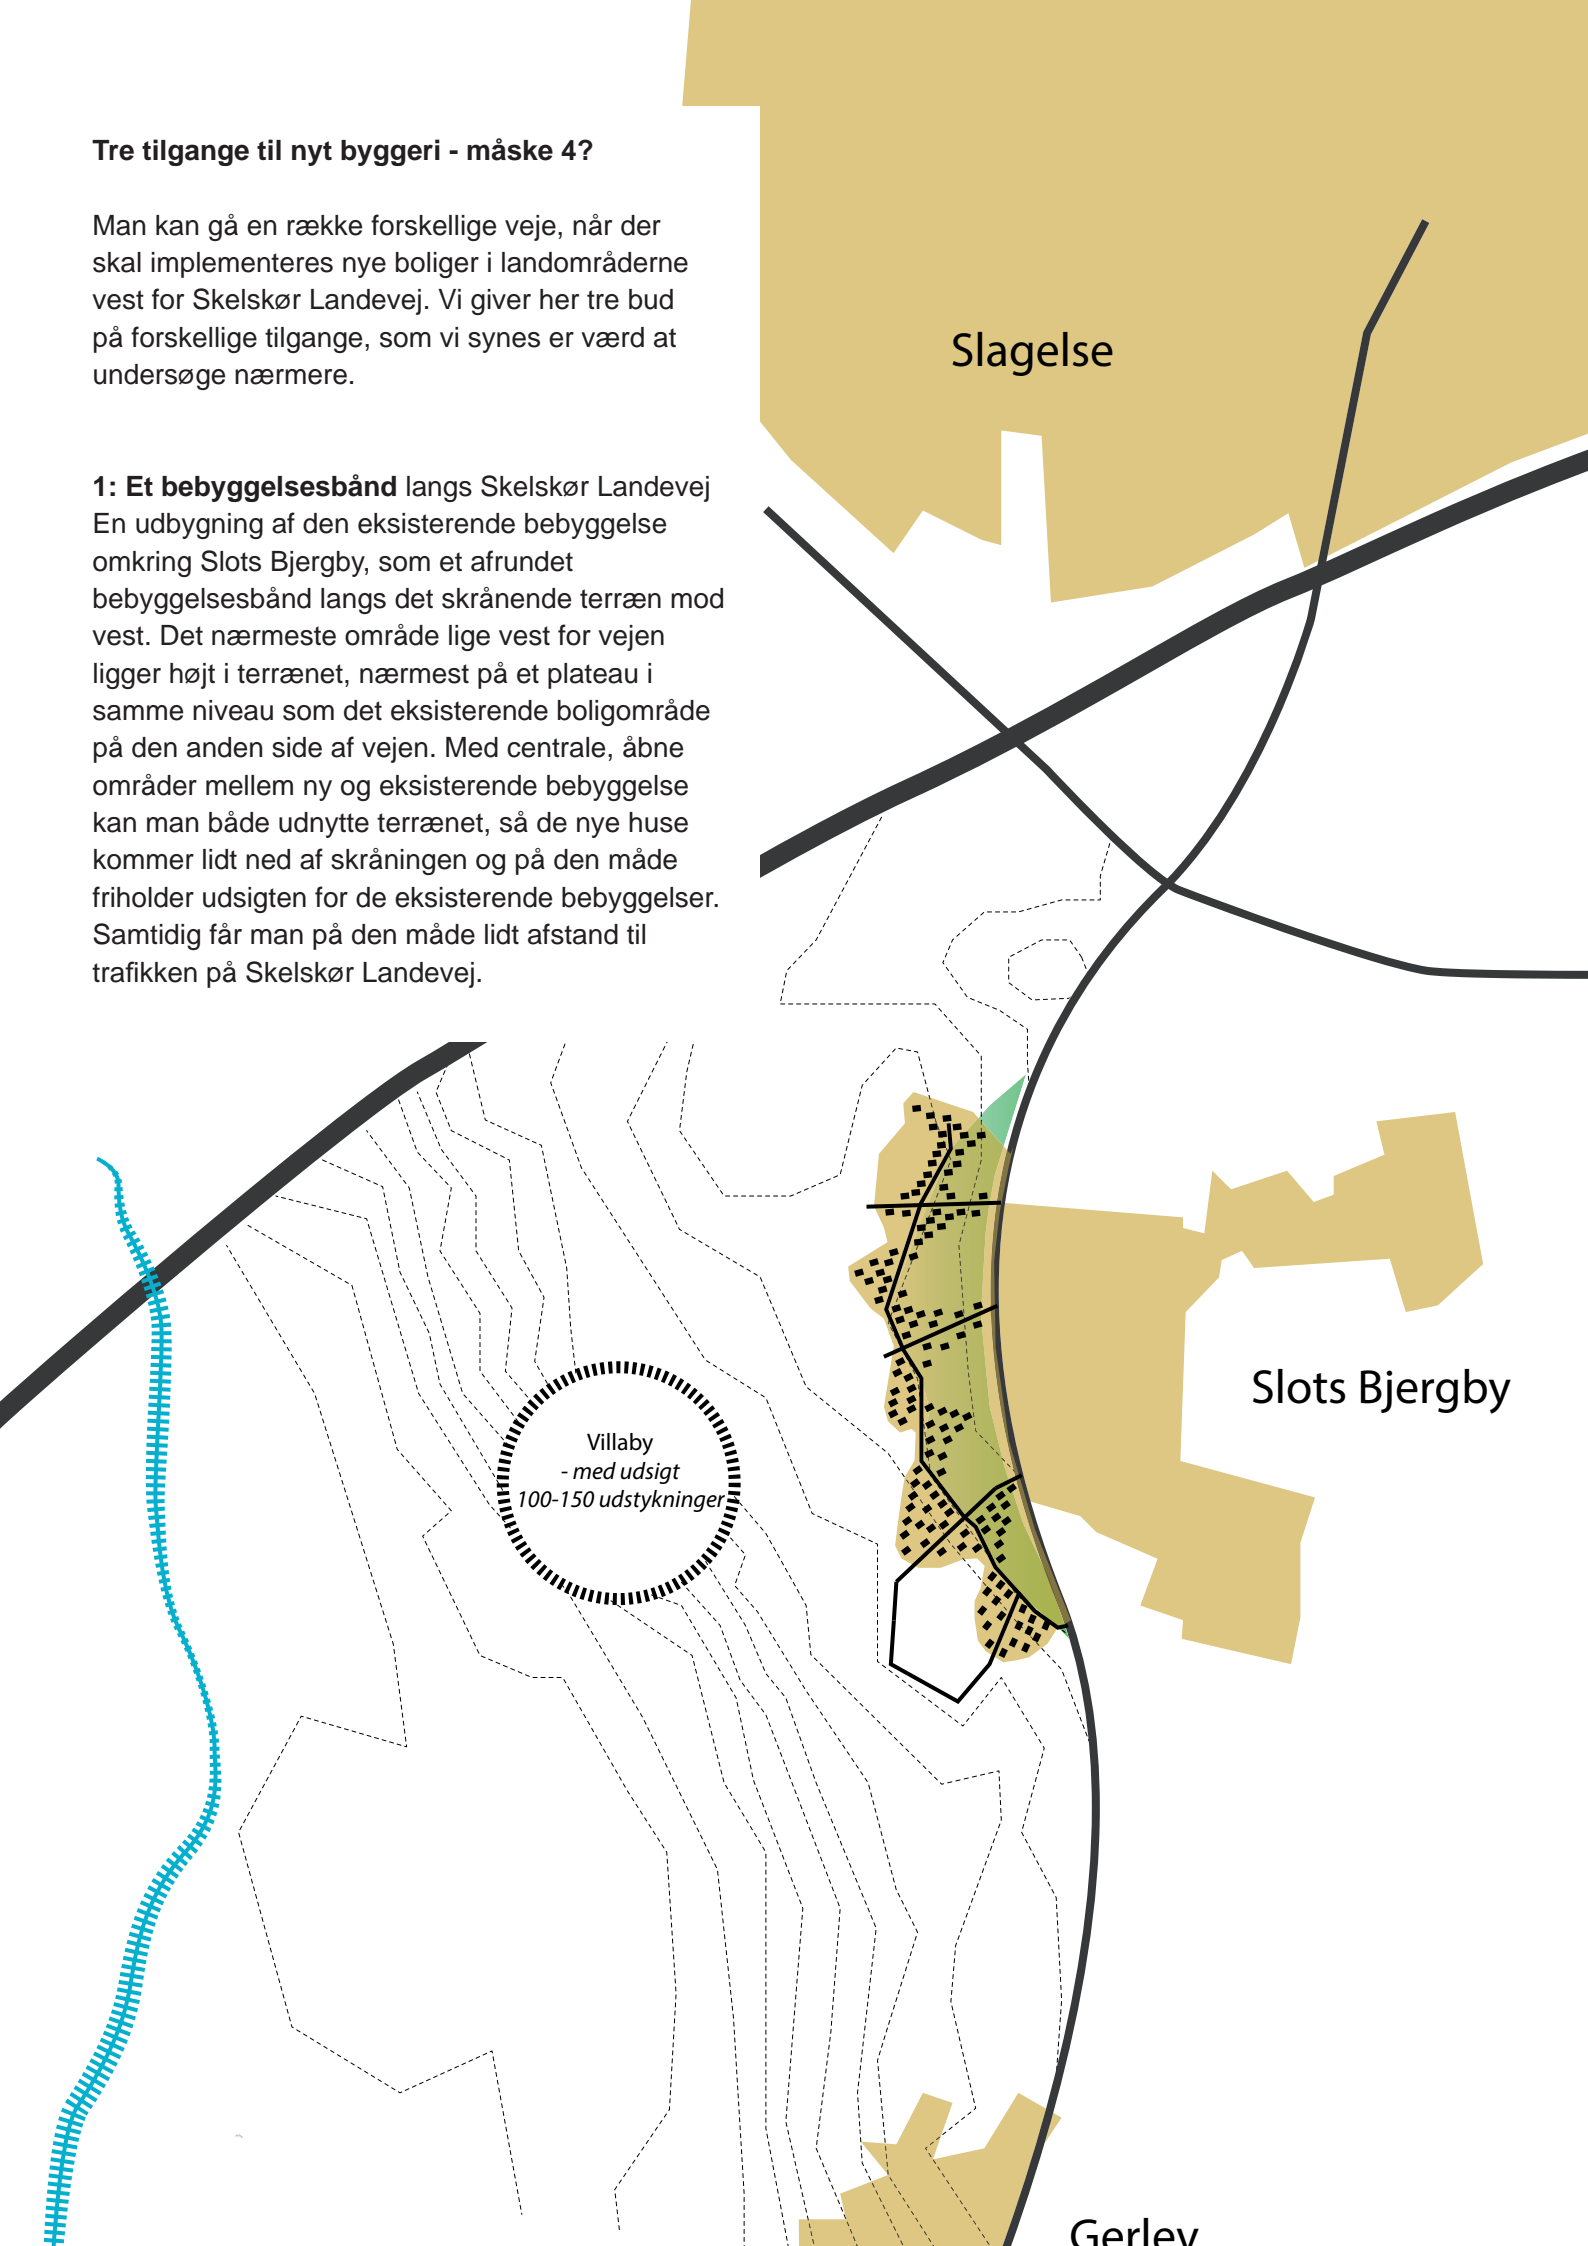 Tre tilgange til nyt byggeri - måske 4?
Man kan gå en række forskellige veje, når der
skal implementeres nye boliger i landområderne
vest for Skelskør Landevej. Vi giver her tre bud
på forskellige tilgange, som vi synes er værd at
undersøge nærmere.
1: Et bebyggelsesbånd langs Skelskør Landevej
En udbygning af den eksisterende bebyggelse
omkring Slots Bjergby, som et afrundet
bebyggelsesbånd langs det skrånende terræn mod
vest. Det nærmeste område lige vest for vejen
ligger højt i terrænet, nærmest på et plateau i
samme niveau som det eksisterende boligområde
på den anden side af vejen. Med centrale, åbne
områder mellem ny og eksisterende bebyggelse
kan man både udnytte terrænet, så de nye huse
kommer lidt ned af skråningen og på den måde
friholder udsigten for de eksisterende bebyggelser.
Samtidig får man på den måde lidt afstand til
trafikken på Skelskør Landevej.
Slagelse
Slots Bjergby
Villaby
- med udsigt
100-150 udstykninger
Gerlev